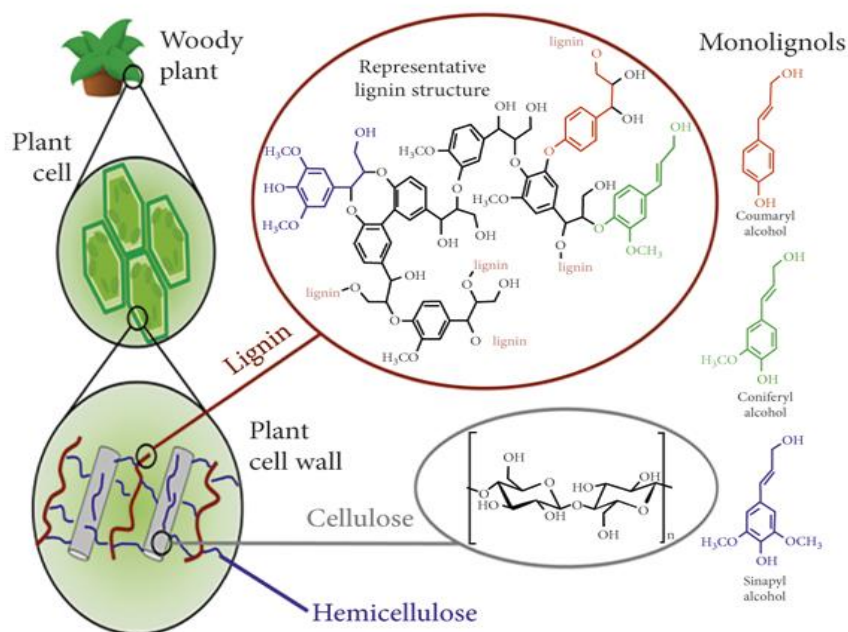 Woody
plant
Plant
cell
Representative
lignin structure
lignin
O
OH
OH
OH
OH
OH
H₃CO
O
HO
H₃CO
O
O
H₃CO
O
O
O
OH
H₃CO
OH
OH
OH
O
OH
O
lignin
OCH₃
OH
lignin
O
O
lignin
O
OH
H₃CO
O
lignin
Monolignols
OH
OH
Coumaryl
alcohol
OH
H₃CO
OH
Coniferyl
alcohol
OH
H₃CO
OCH₃
OH
Sinapyl
alcohol
Lignin
Plant
cell wall
Cellulose
OH
O
HO
OH
O
HO
OH
O
O
OH
n
Hemicellulose